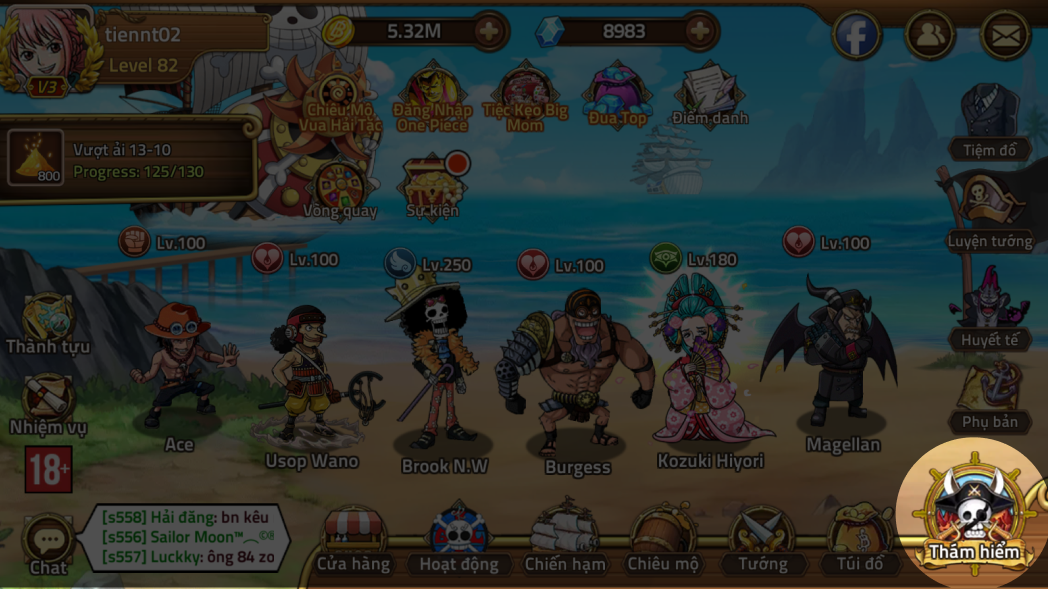 tiennt02
5.32M
8983
Level 82
V3
Chiêu Mộ
Vua Hải Tặc
Đăng Nhập
One Piece
Tiệc Kẹo Big
Mom
Đua Top
Điểm danh
Tiệm đồ
Vượt ải 13-10
Progress: 125/130
800
Vòng quay
Sự kiện
Luyện tướng
Lv.100
Lv.100
Lv.250
Lv.100
Lv.180
Lv.100
Thành tựu
Huyết tế
Nhiệm vụ
Phụ bản
Ace
Usop Wano
Brook N.W
Burgess
Kozuki Hiyori
Magellan
18+
[s558] Hải đăng: bn kêu
[s556] Sailor Moon™
[s557] Luckky: ông 84 zo
Chat
Cửa hàng
Hoạt động
Chiến hạm
Chiêu mộ
Tướng
Túi đồ
Thám hiểm